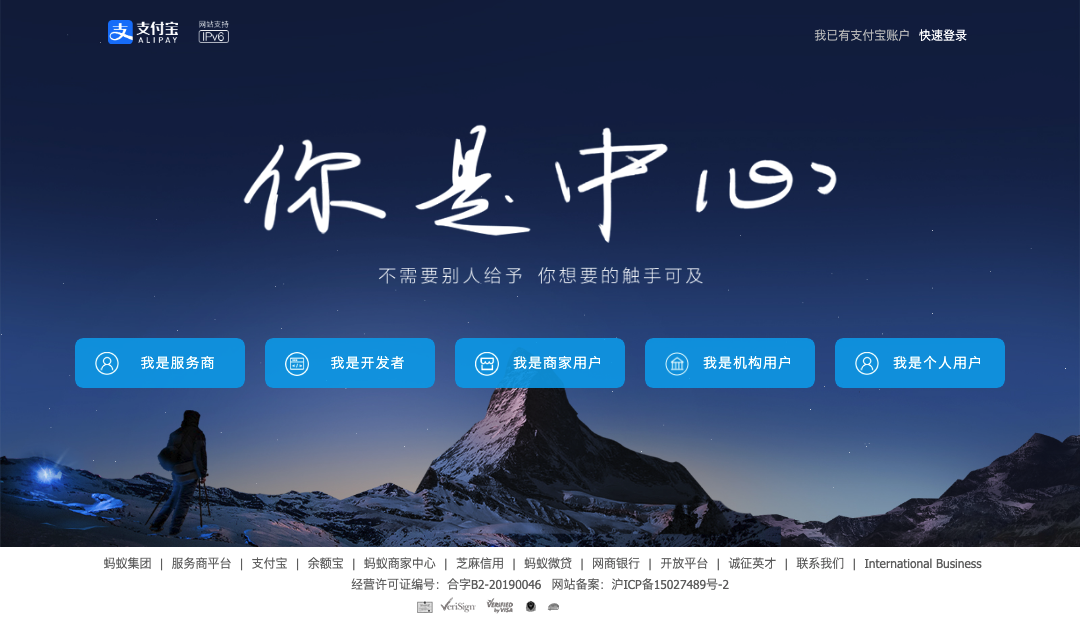 支付宝
ALIPAY
网站支持
IPv6
我已有支付宝账户 快速登录
你是中心
不需要别人给予 你想要的触手可及
我是服务商
我是开发者
我是商家用户
我是机构用户
我是个人用户
蚂蚁集团 | 服务商平台 | 支付宝 | 余额宝 | 蚂蚁商家中心 | 芝麻信用 | 蚂蚁微贷 | 网商银行 | 开放平台 | 诚征英才 | 联系我们 | International Business
经营许可证编号：合字B2-20190046 网站备案：沪ICP备15027489号-2
VeriSign VERIFIED by VISA